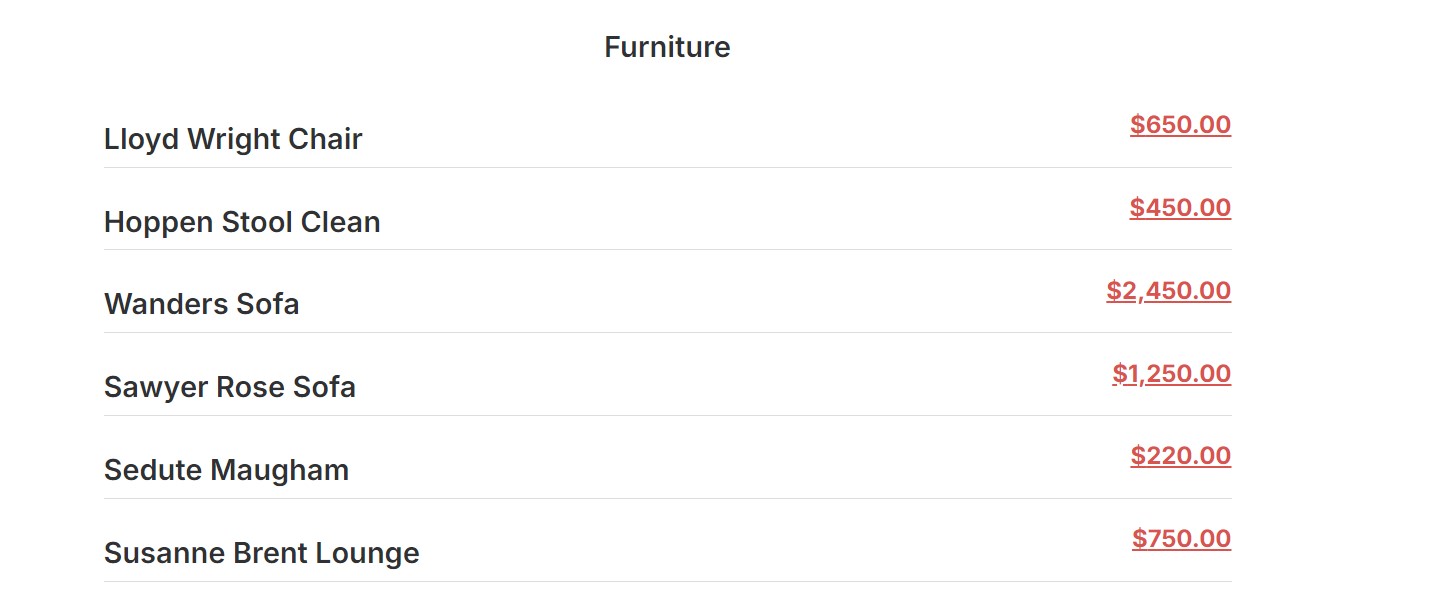 Furniture
Lloyd Wright Chair $650.00
Hoppen Stool Clean $450.00
Wanders Sofa $2,450.00
Sawyer Rose Sofa $1,250.00
Sedute Maugham $220.00
Susanne Brent Lounge $750.00